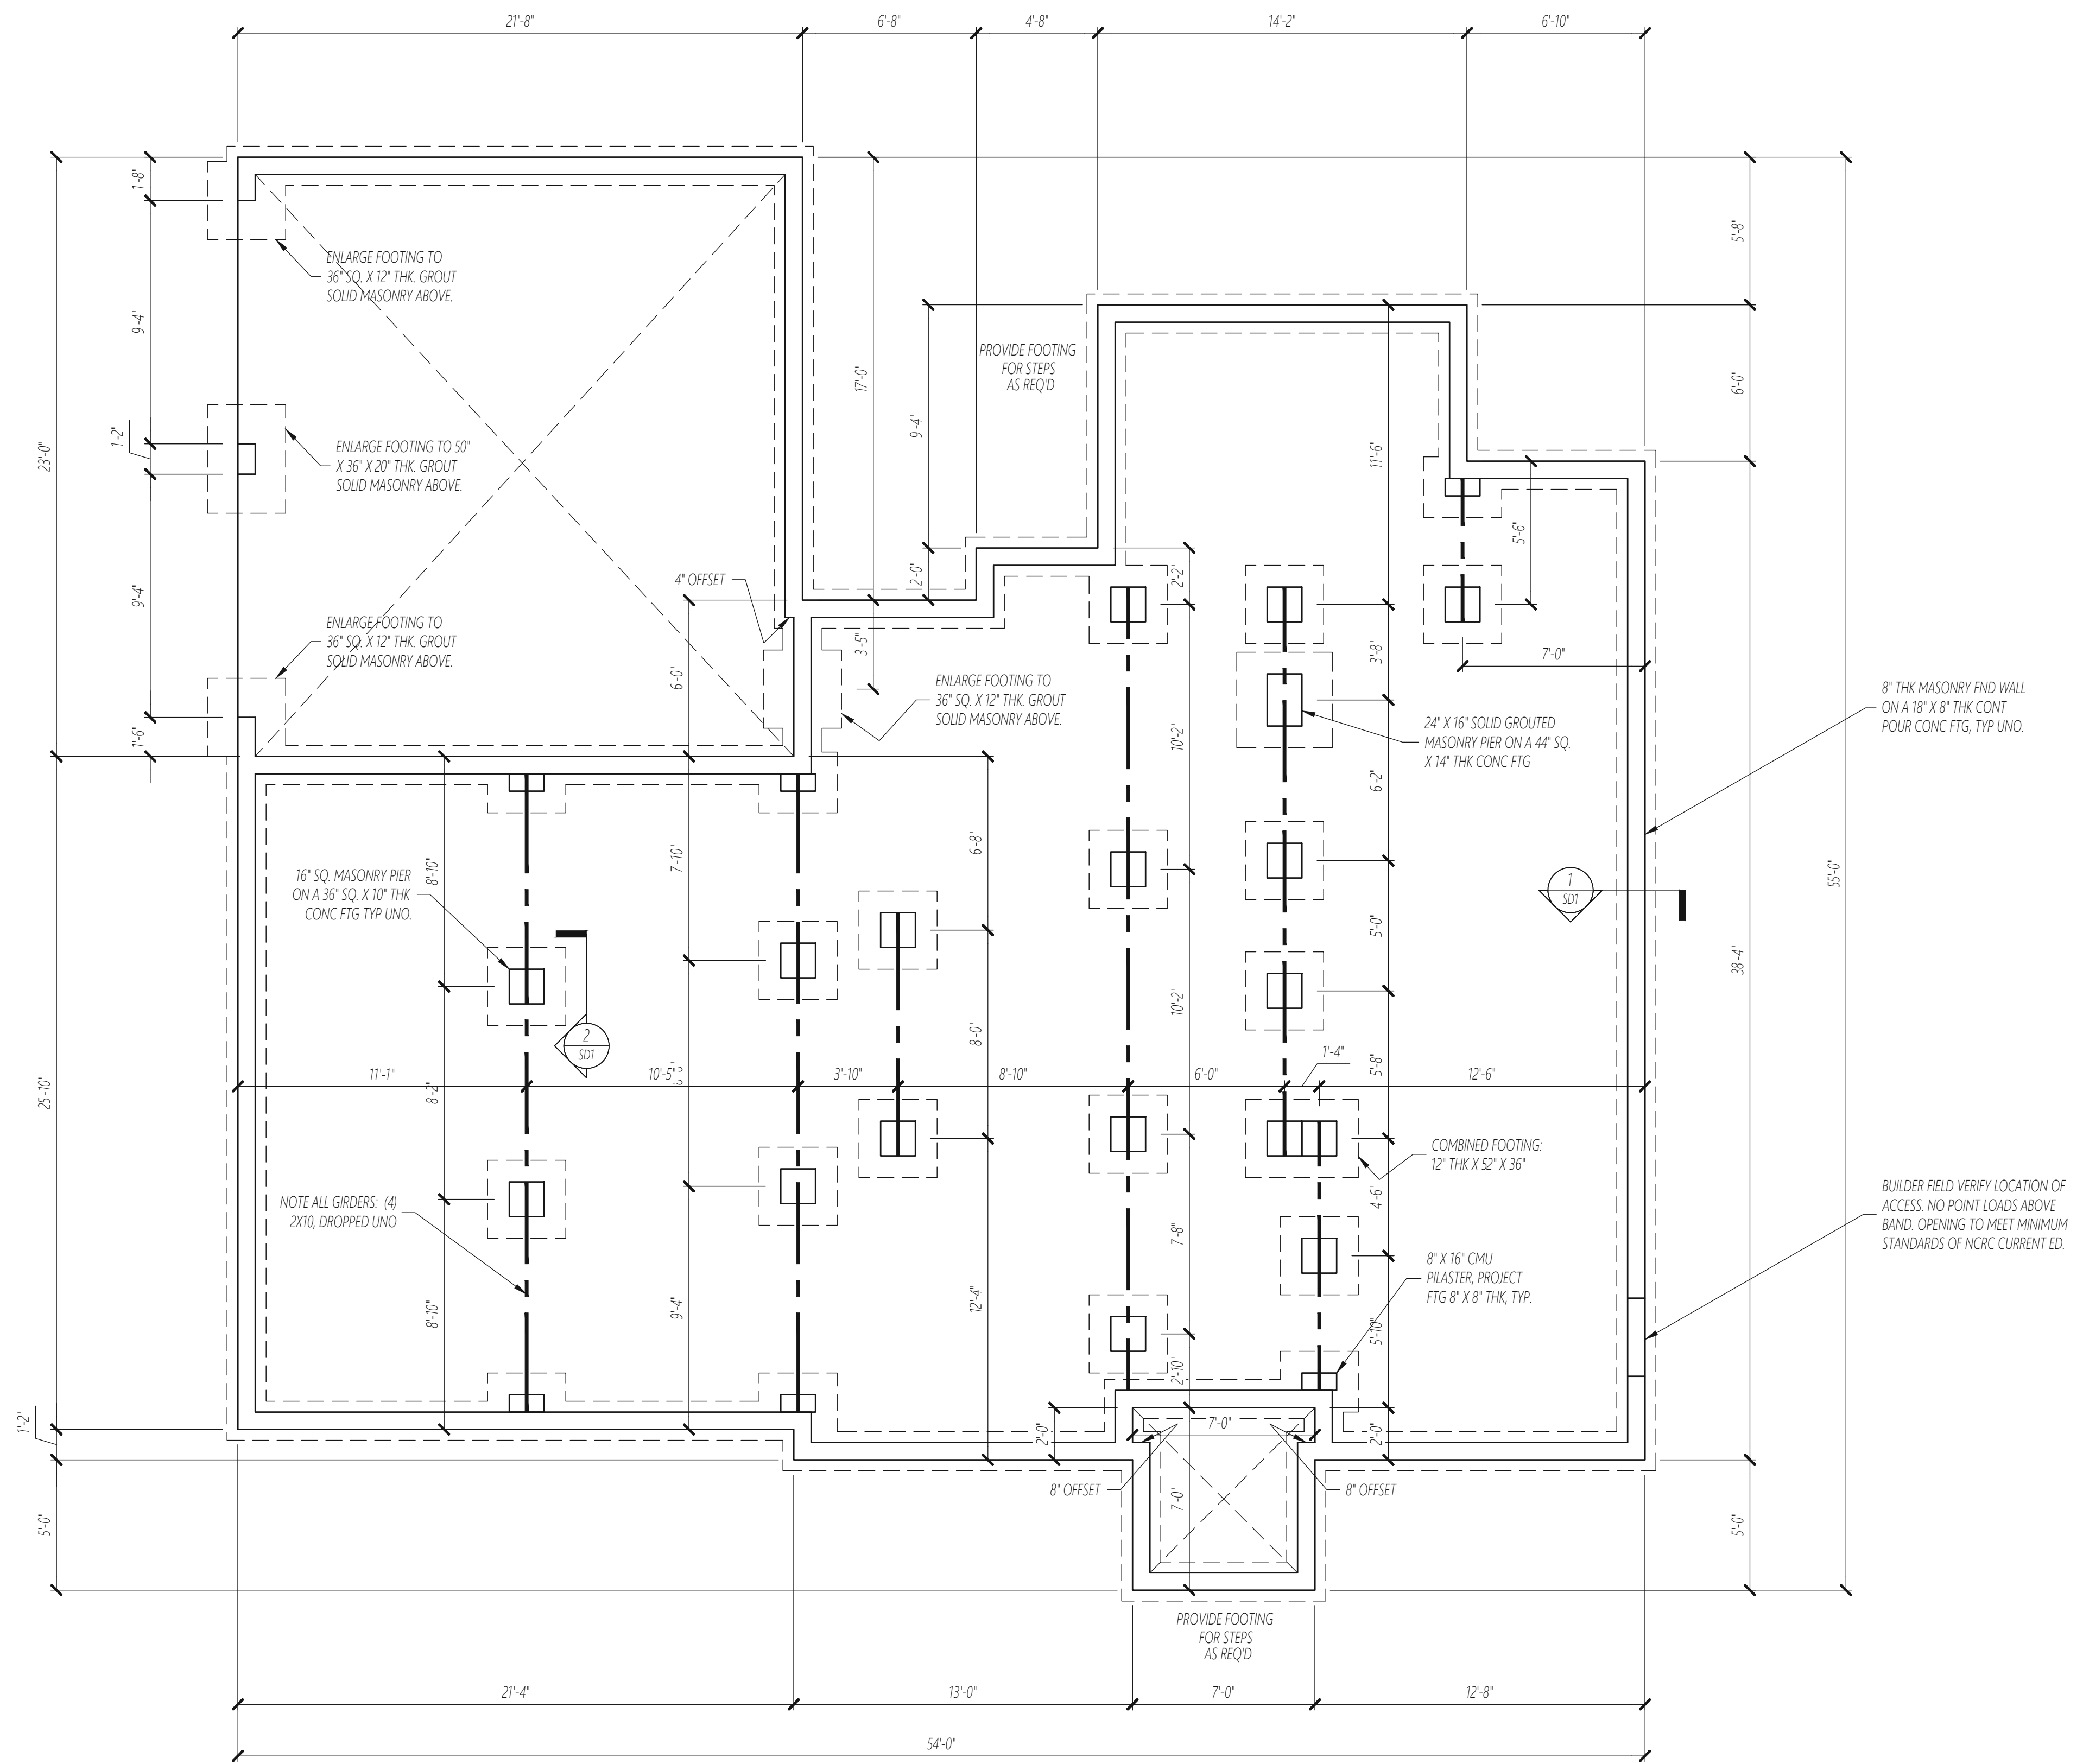 21'-8"
6'-8"
4'-8"
14'-2"
6'-10"
1'-8"
9'-4"
1'-2"
9'-4"
1'-6"
23'-0"
25'-10"
1'-2"
5'-0"
ENLARGE FOOTING TO
36" SQ. X 12" THK. GROUT
SOLID MASONRY ABOVE.
ENLARGE FOOTING TO 50"
X 36" X 20" THK. GROUT
SOLID MASONRY ABOVE.
ENLARGE FOOTING TO
36" SQ. X 12" THK. GROUT
SOLID MASONRY ABOVE.
4" OFFSET
17'-0"
3'-5"
9'-4"
2'-0"
PROVIDE FOOTING
FOR STEPS
AS REQ'D
ENLARGE FOOTING TO
36" SQ. X 12" THK. GROUT
SOLID MASONRY ABOVE.
6'-0"
7'-10"
9'-4"
8'-10"
8'-2"
8'-10"
16" SQ. MASONRY PIER
ON A 36" SQ. X 10" THK
CONC FTG TYP UNO.
2
SD1
NOTE ALL GIRDERS: (4)
2X10, DROPPED UNO
11'-1"
10'-5"
3'-10"
8'-10"
6'-0"
1'-4"
12'-6"
6'-8"
8'-0"
12'-4"
2'-2"
10'-2"
10'-2"
7'-8"
2'-10"
7'-0"
11'-6"
3'-8"
6'-2"
5'-0"
5'-8"
4'-6"
5'-10"
2'-0"
5'-6"
7'-0"
24" X 16" SOLID GROUTED
MASONRY PIER ON A 44" SQ.
X 14" THK CONC FTG
1
SD1
COMBINED FOOTING:
12" THK X 52" X 36"
8" X 16" CMU
PILASTER, PROJECT
FTG 8" X 8" THK, TYP.
2'-0"
7'-0"
8" OFFSET
8" OFFSET
PROVIDE FOOTING
FOR STEPS
AS REQ'D
5'-8"
6'-0"
38'-4"
5'-0"
55'-0"
8" THK MASONRY FND WALL
ON A 18" X 8" THK CONT
POUR CONC FTG, TYP UNO.
BUILDER FIELD VERIFY LOCATION OF
ACCESS. NO POINT LOADS ABOVE
BAND. OPENING TO MEET MINIMUM
STANDARDS OF NCRC CURRENT ED.
21'-4"
13'-0"
7'-0"
12'-8"
54'-0"